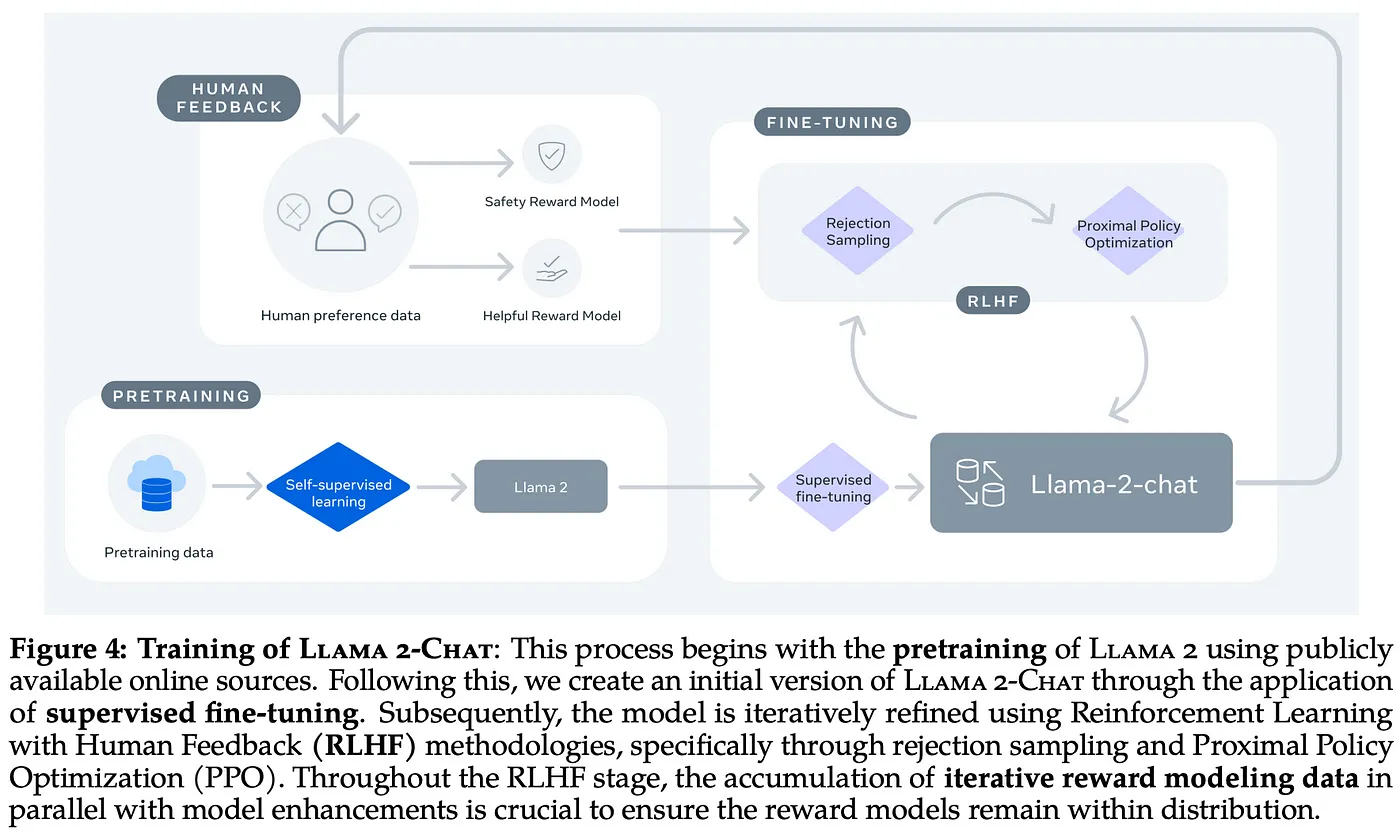 HUMAN
FEEDBACK
Safety Reward Model
Human preference data
Helpful Reward Model
FINE-TUNING
Rejection
Sampling
Proximal Policy
Optimization
RLHF
PRETRAINING
Pretraining data
Self-supervised
learning
Llama 2
Supervised
fine-tuning
Llama-2-chat
Figure 4: Training of Llama 2-Chat: This process begins with the pretraining of Llama 2 using publicly
available online sources. Following this, we create an initial version of Llama 2-Chat through the application
of supervised fine-tuning. Subsequently, the model is iteratively refined using Reinforcement Learning
with Human Feedback (RLHF) methodologies, specifically through rejection sampling and Proximal Policy
Optimization (PPO). Throughout the RLHF stage, the accumulation of iterative reward modeling data in
parallel with model enhancements is crucial to ensure the reward models remain within distribution.